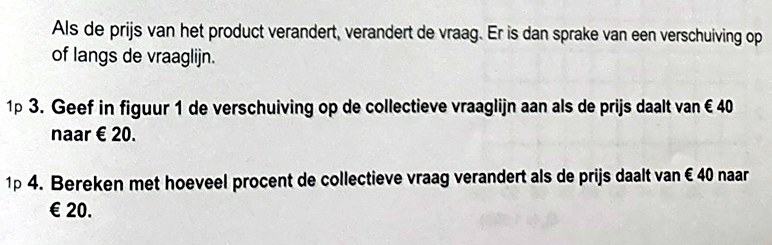 Als de prijs van het product verandert, verandert de vraag. Er is dan sprake van een verschuiving op
of langs de vraaglijn.
1p 3. Geef in figuur 1 de verschuiving op de collectieve vraaglijn aan als de prijs daalt van € 40
naar € 20.
1p 4. Bereken met hoeveel procent de collectieve vraag verandert als de prijs daalt van € 40 naar
€ 20.